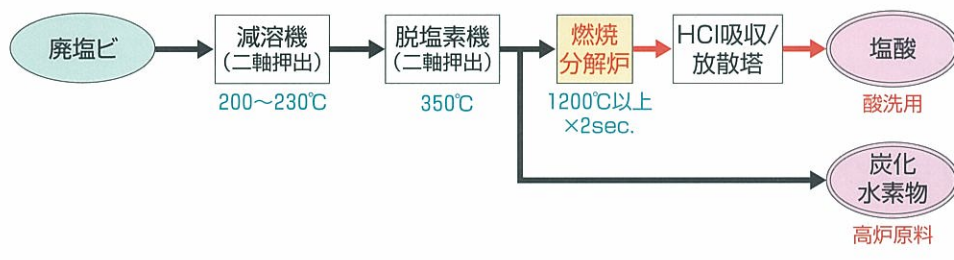 廃塩ビ
減溶機
(二軸押出)
200〜230℃
脱塩素機
(二軸押出)
350℃
燃焼
分解炉
1200℃以上
×2sec.
HCl吸収/
放散塔
塩酸
酸洗用
炭化
水素物
高炉原料